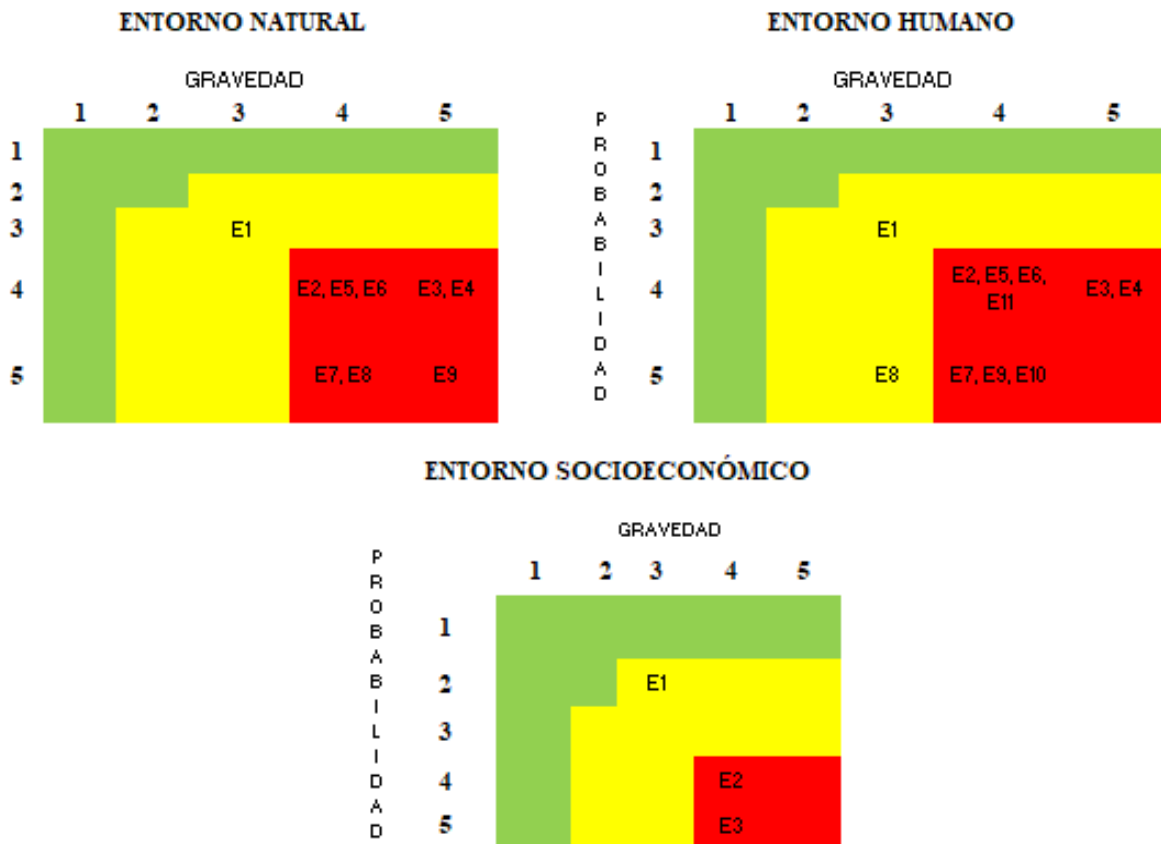 ENTORNO NATURAL
GRAVEDAD
1 2 3 4 5
1
2
3 E1
4 E2, E5, E6 E3, E4
5 E7, E8 E9
ENTORNO HUMANO
GRAVEDAD
PROBABILIDAD
1 2 3 4 5
1
2
3 E1
4 E2, E5, E6, E11 E3, E4
5 E8 E7, E9, E10
ENTORNO SOCIOECONÓMICO
GRAVEDAD
PROBABILIDAD
1 2 3 4 5
1
2 E1
3
4 E2
5 E3